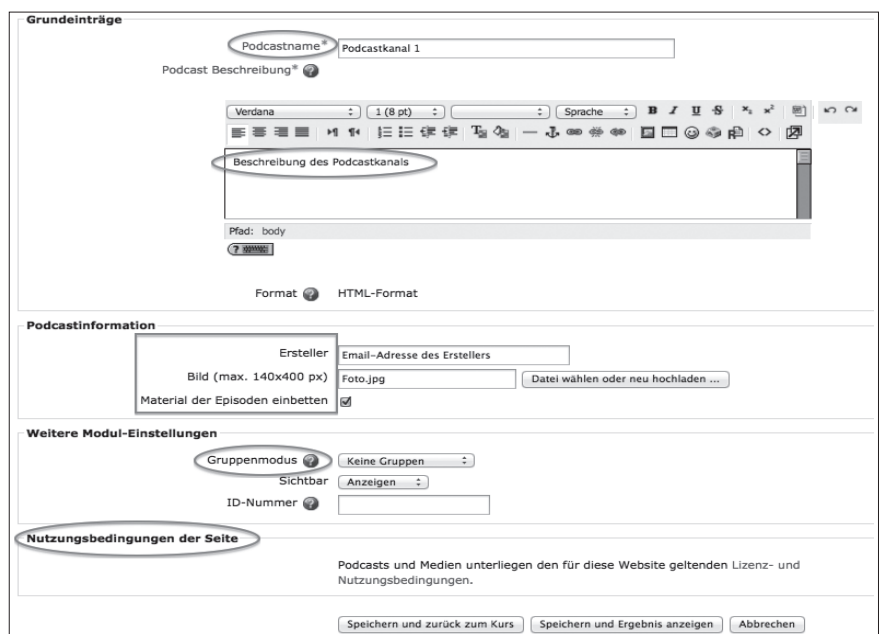 Grundeinträge
Podcastname* Podcastkanal 1
Podcast Beschreibung*
Verdana 1 (8 pt) Sprache B I U S x₂ x²
Beschreibung des Podcastkanals
Pfad: body
?
Format HTML-Format
Podcastinformation
Ersteller Email-Adresse des Erstellers
Bild (max. 140x400 px) Foto.jpg Datei wählen oder neu hochladen ...
Material der Episoden einbetten
Weitere Modul-Einstellungen
Gruppenmodus ? Keine Gruppen
Sichtbar Anzeigen
ID-Nummer ?
Nutzungsbedingungen der Seite
Podcasts und Medien unterliegen den für diese Website geltenden Lizenz- und
Nutzungsbedingungen.
Speichern und zurück zum Kurs Speichern und Ergebnis anzeigen Abbrechen